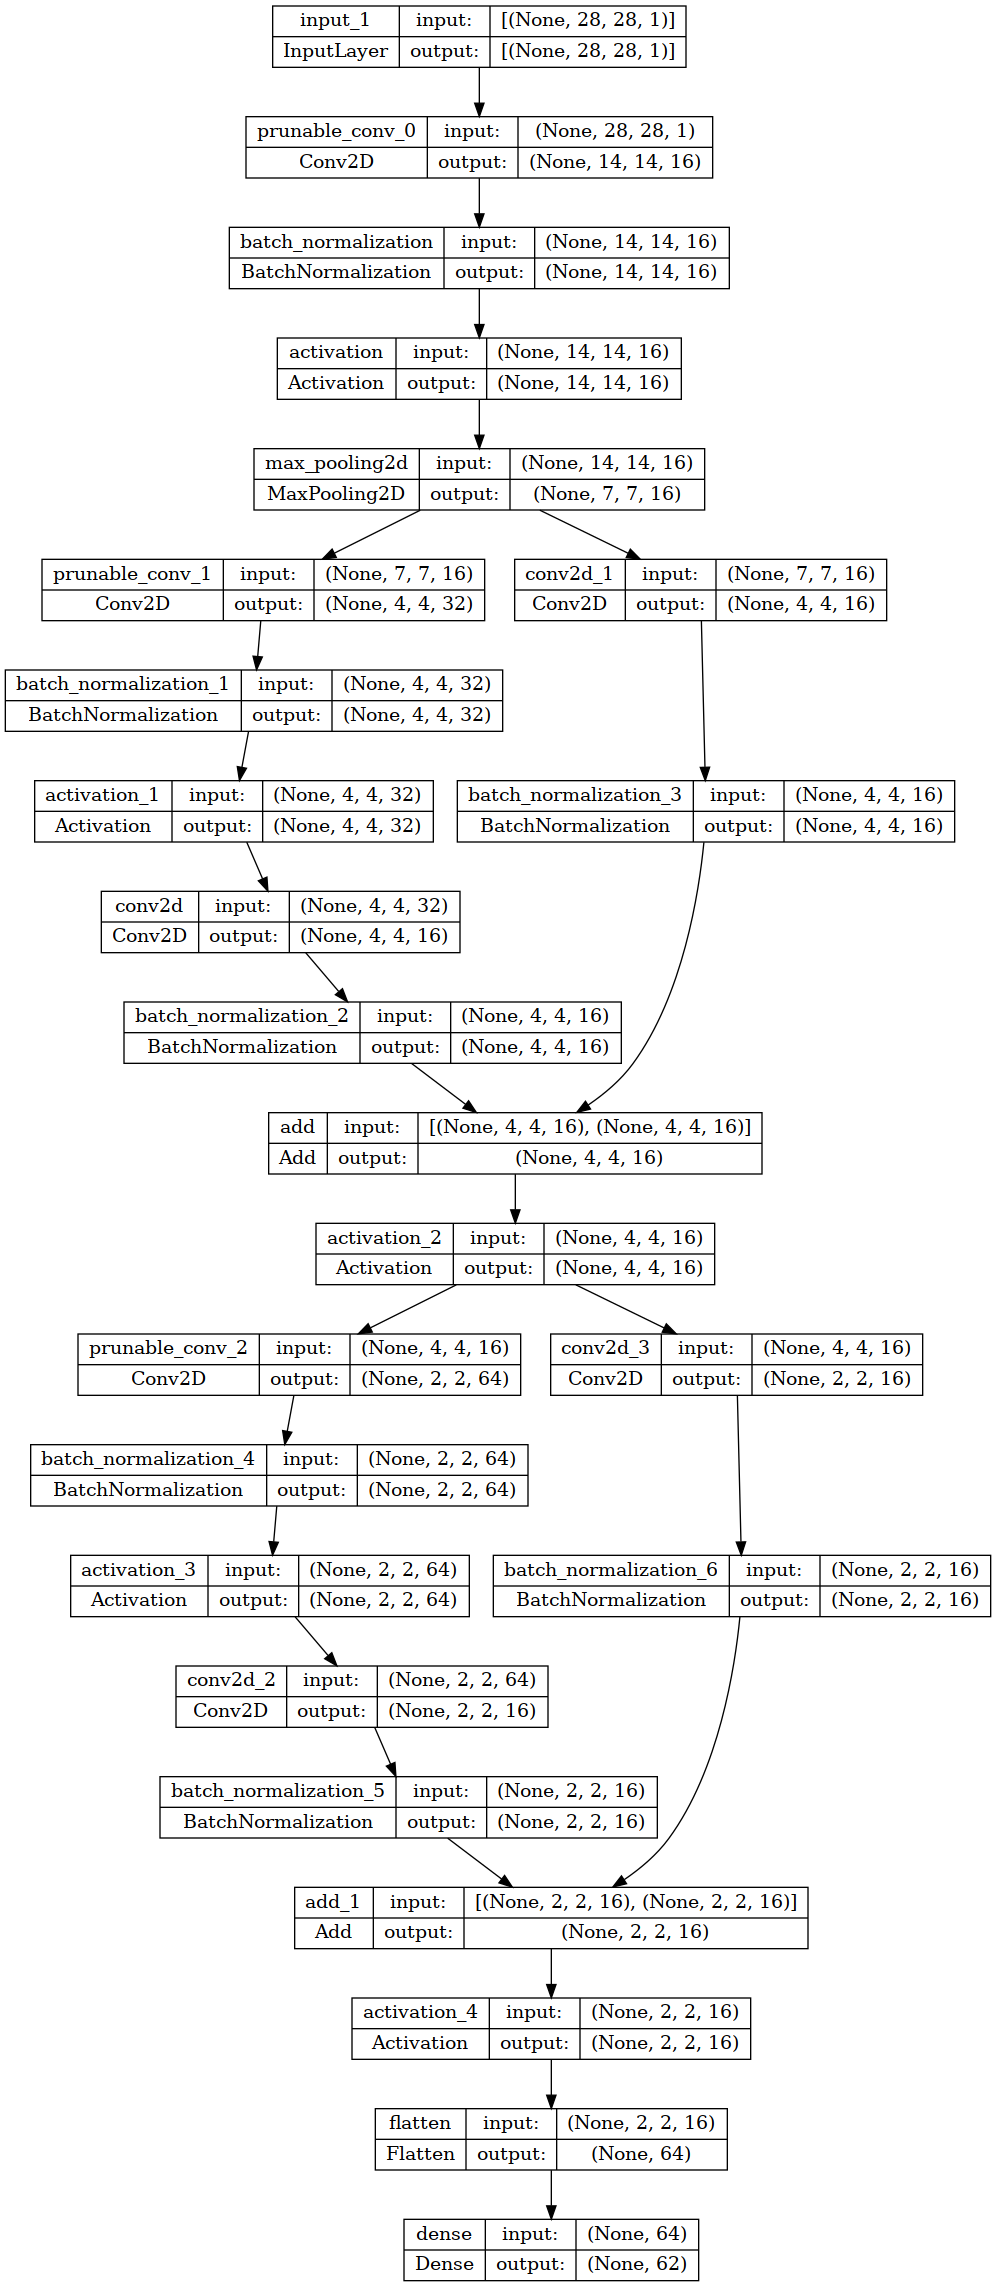 input_1 input: [(None, 28, 28, 1)]
InputLayer output: [(None, 28, 28, 1)]
prunable_conv_0 input: (None, 28, 28, 1)
Conv2D output: (None, 14, 14, 16)
batch_normalization input: (None, 14, 14, 16)
BatchNormalization output: (None, 14, 14, 16)
activation input: (None, 14, 14, 16)
Activation output: (None, 14, 14, 16)
max_pooling2d input: (None, 14, 14, 16)
MaxPooling2D output: (None, 7, 7, 16)
prunable_conv_1 input: (None, 7, 7, 16)
Conv2D output: (None, 4, 4, 32)
conv2d_1 input: (None, 7, 7, 16)
Conv2D output: (None, 4, 4, 16)
batch_normalization_1 input: (None, 4, 4, 32)
BatchNormalization output: (None, 4, 4, 32)
activation_1 input: (None, 4, 4, 32)
Activation output: (None, 4, 4, 32)
batch_normalization_3 input: (None, 4, 4, 16)
BatchNormalization output: (None, 4, 4, 16)
conv2d input: (None, 4, 4, 32)
Conv2D output: (None, 4, 4, 16)
batch_normalization_2 input: (None, 4, 4, 16)
BatchNormalization output: (None, 4, 4, 16)
add input: [(None, 4, 4, 16), (None, 4, 4, 16)]
Add output: (None, 4, 4, 16)
activation_2 input: (None, 4, 4, 16)
Activation output: (None, 4, 4, 16)
prunable_conv_2 input: (None, 4, 4, 16)
Conv2D output: (None, 2, 2, 64)
conv2d_3 input: (None, 4, 4, 16)
Conv2D output: (None, 2, 2, 16)
batch_normalization_4 input: (None, 2, 2, 64)
BatchNormalization output: (None, 2, 2, 64)
activation_3 input: (None, 2, 2, 64)
Activation output: (None, 2, 2, 64)
batch_normalization_6 input: (None, 2, 2, 16)
BatchNormalization output: (None, 2, 2, 16)
conv2d_2 input: (None, 2, 2, 64)
Conv2D output: (None, 2, 2, 16)
batch_normalization_5 input: (None, 2, 2, 16)
BatchNormalization output: (None, 2, 2, 16)
add_1 input: [(None, 2, 2, 16), (None, 2, 2, 16)]
Add output: (None, 2, 2, 16)
activation_4 input: (None, 2, 2, 16)
Activation output: (None, 2, 2, 16)
flatten input: (None, 2, 2, 16)
Flatten output: (None, 64)
dense input: (None, 64)
Dense output: (None, 62)